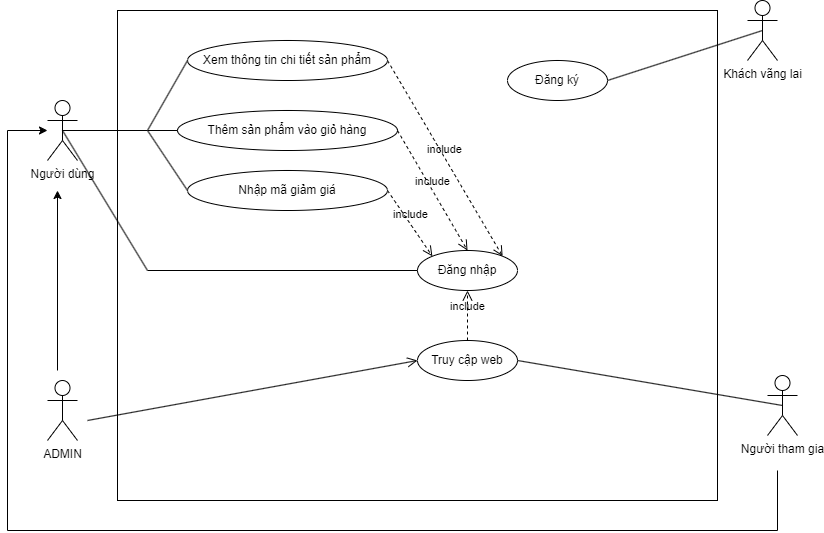 Xem thông tin chi tiết sản phẩm
Khách vãng lai
Đăng ký
Thêm sản phẩm vào giỏ hàng
include
Người dùng
include
Nhập mã giảm giá
include
Đăng nhập
include
Truy cập web
ADMIN
Người tham gia